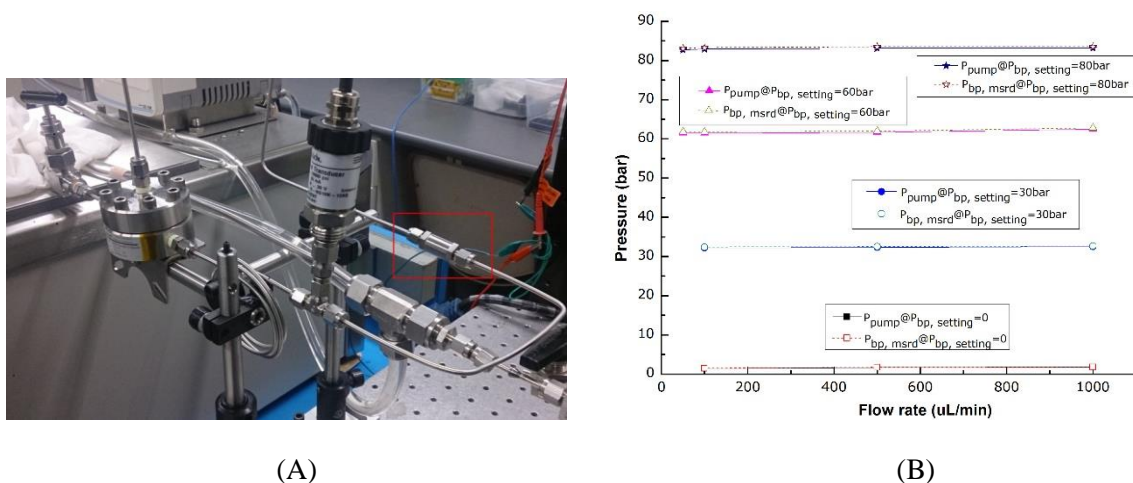 Transducer
90
80
70
60
50
40
30
20
10
0
Pressure (bar)
200
400
600
800
1000
Flow rate (uL/min)
Ppump@Pbp, setting=80bar
Pbp, msrd@Pbp, setting=80bar
Ppump@Pbp, setting=60bar
Pbp, msrd@Pbp, setting=60bar
Ppump@Pbp, setting=30bar
Pbp, msrd@Pbp, setting=30bar
Ppump@Pbp, setting=0
Pbp, msrd@Pbp, setting=0
(A)
(B)